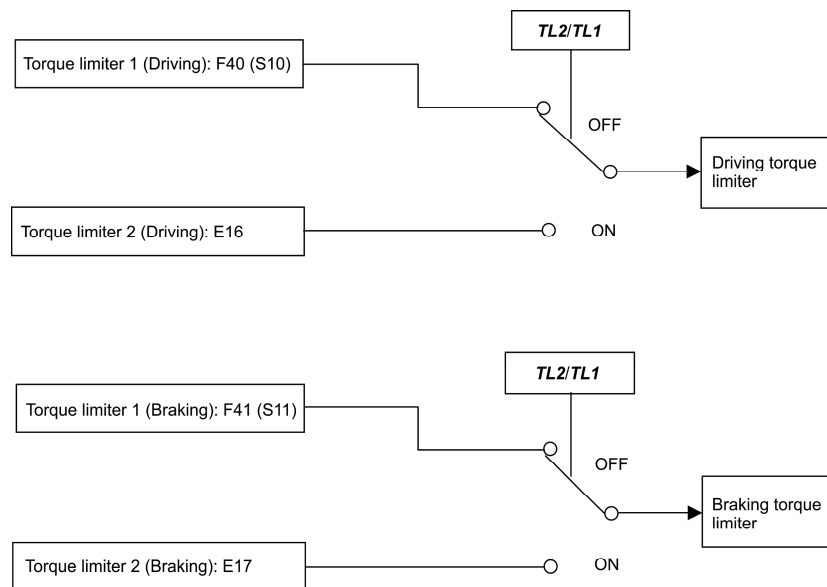 TL2/TL1
Torque limiter 1 (Driving): F40 (S10)
OFF
Driving torque
limiter
Torque limiter 2 (Driving): E16
ON
TL2/TL1
Torque limiter 1 (Braking): F41 (S11)
OFF
Braking torque
limiter
Torque limiter 2 (Braking): E17
ON